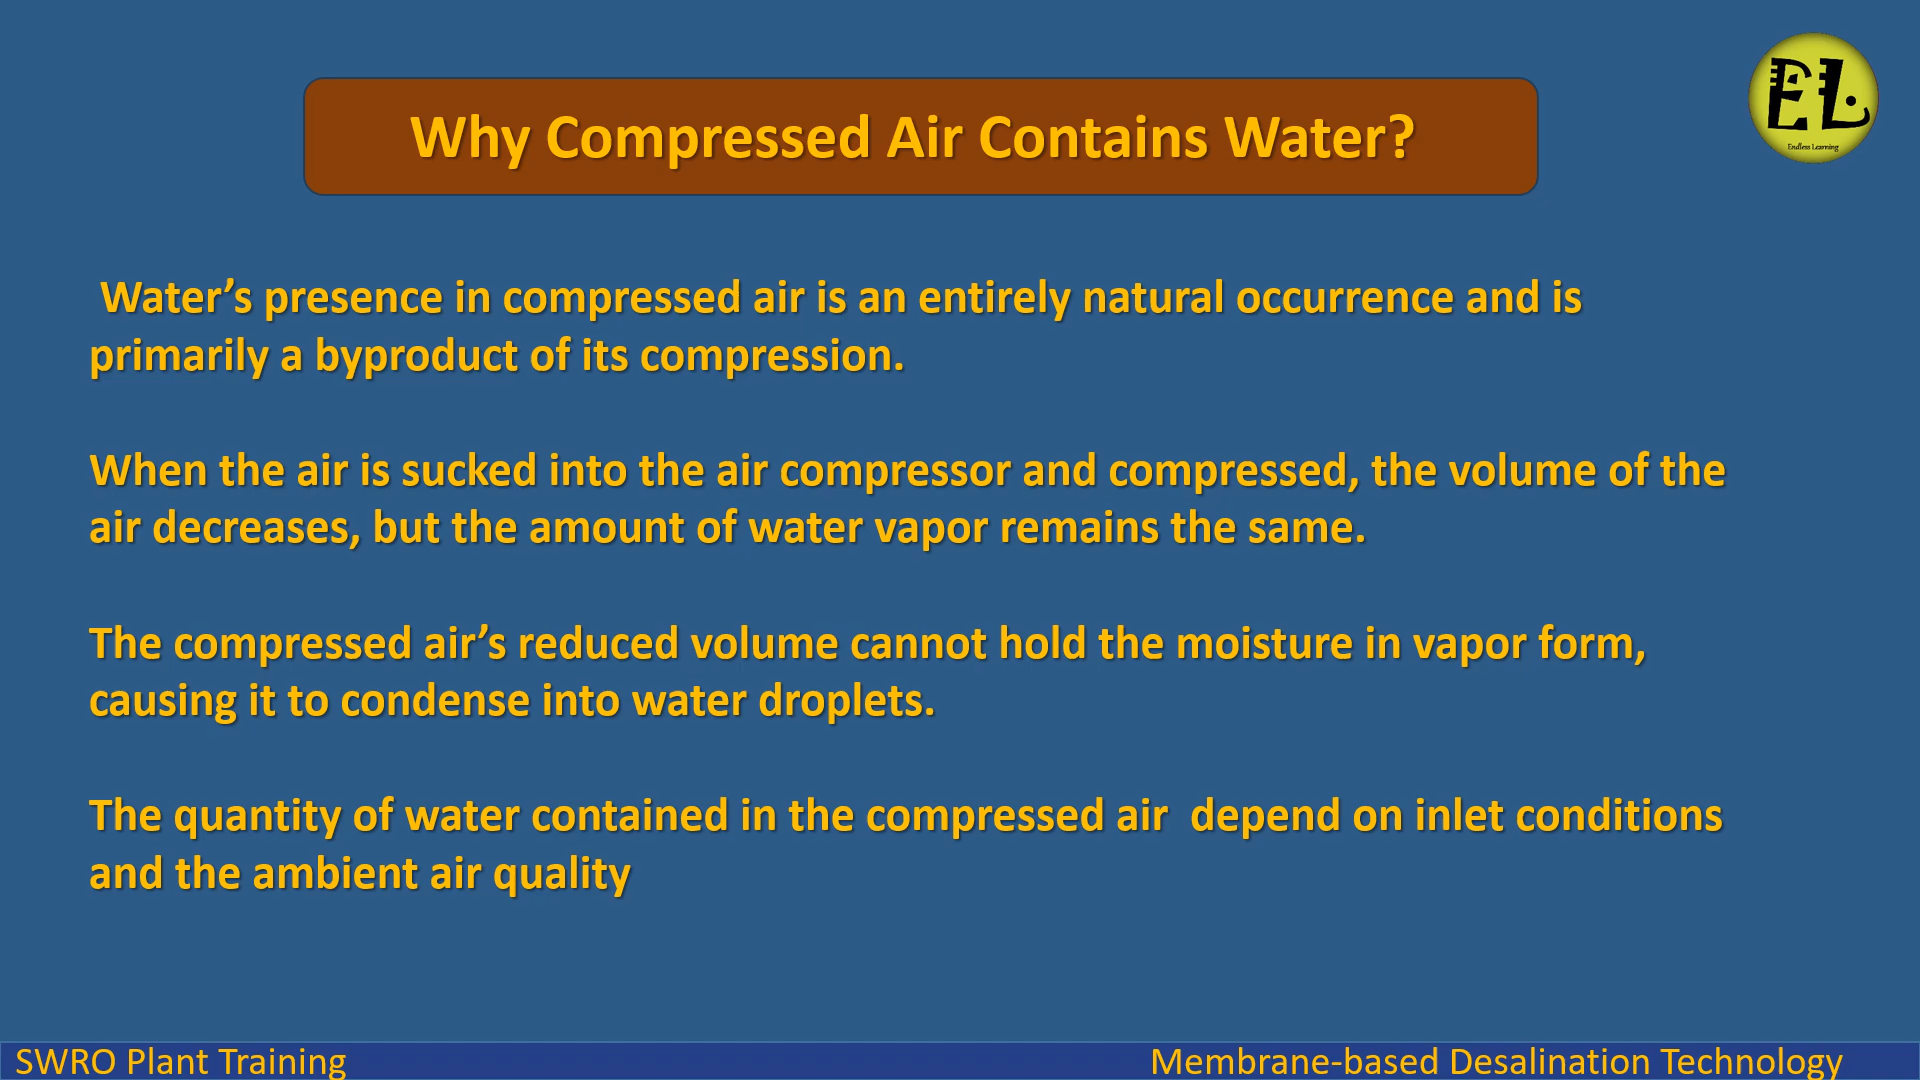 Why Compressed Air Contains Water?
EL
Endless Learning
Water’s presence in compressed air is an entirely natural occurrence and is
primarily a byproduct of its compression.
When the air is sucked into the air compressor and compressed, the volume of the
air decreases, but the amount of water vapor remains the same.
The compressed air’s reduced volume cannot hold the moisture in vapor form,
causing it to condense into water droplets.
The quantity of water contained in the compressed air  depend on inlet conditions
and the ambient air quality
SWRO Plant Training
Membrane-based Desalination Technology